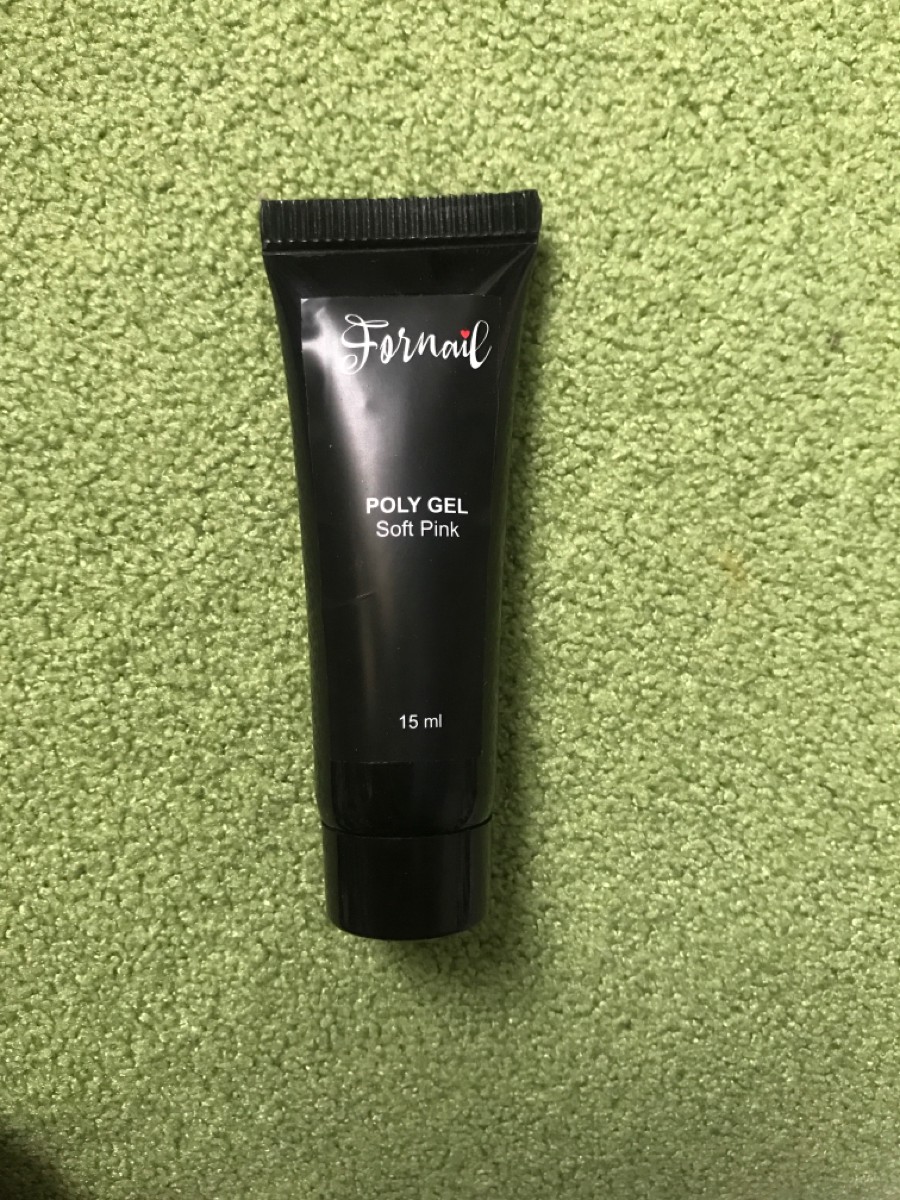 Fornail
POLY GEL
Soft Pink
15 ml